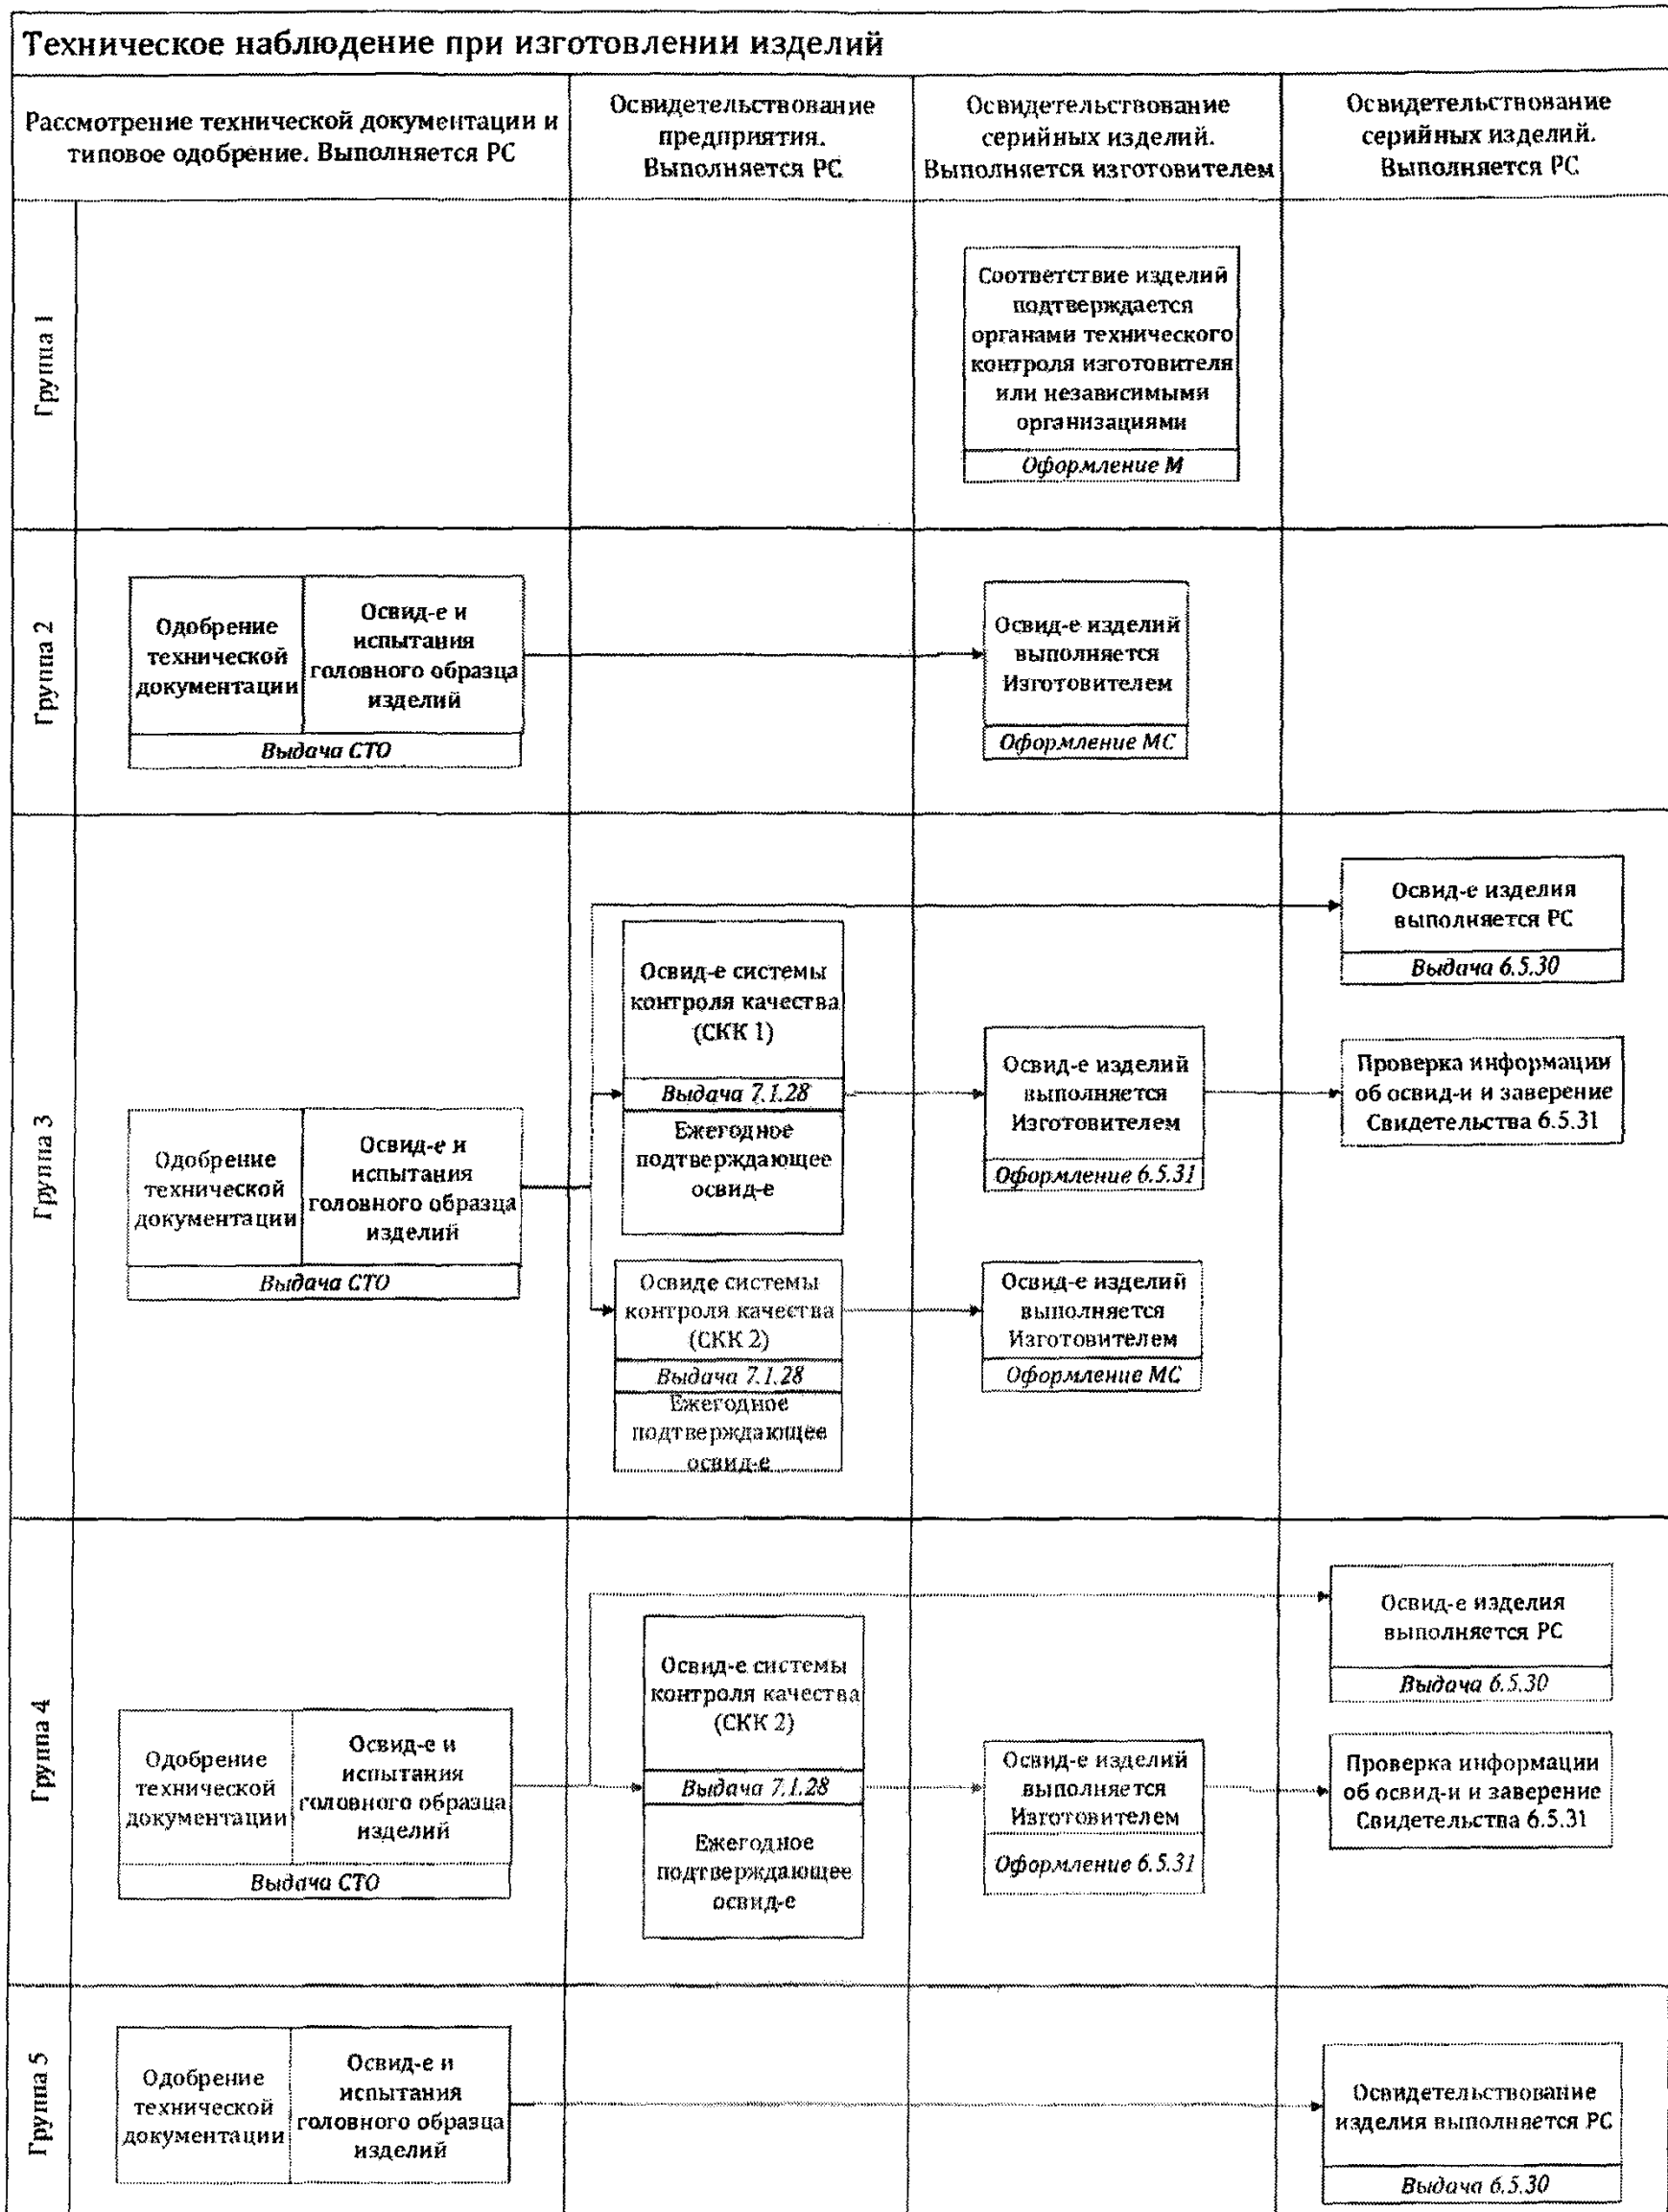 Техническое наблюдение при изготовлении изделий
Рассмотрение технической документации и
типовое одобрение. Выполняется РС
Освидетельствование
предприятия.
Выполняется РС
Освидетельствование
серийных изделий.
Выполняется изготовителем
Освидетельствование
серийных изделий.
Выполняется РС
Группа 1
Соответствие изделий
подтверждается
органами технического
контроля изготовителя
или независимыми
организациями
Оформление М
Группа 2
Одобрение
технической
документации
Освид-е и
испытания
головного образца
изделий
Выдача СТО
Освид-е изделий
выполняется
Изготовителем
Оформление МС
Группа 3
Одобрение
технической
документации
Освид-е и
испытания
головного образца
изделий
Выдача СТО
Освид-е системы
контроля качества
(СКК 1)
Выдача 7.1.28
Ежегодное
подтверждающее
освид-е
Освиде системы
контроля качества
(СКК 2)
Выдача 7.1.28
Ежегодное
подтверждающее
освид-е
Освид-е изделий
выполняется
Изготовителем
Оформление 6.5.31
Освид-е изделий
выполняется
Изготовителем
Оформление МС
Освид-е изделия
выполняется РС
Выдача 6.5.30
Проверка информации
об освид-и и заверение
Свидетельства 6.5.31
Группа 4
Одобрение
технической
документации
Освид-е и
испытания
головного образца
изделий
Выдача СТО
Освид-е системы
контроля качества
(СКК 2)
Выдача 7.1.28
Ежегодное
подтверждающее
освид-е
Освид-е изделий
выполняется
Изготовителем
Оформление 6.5.31
Освид-е изделия
выполняется РС
Выдача 6.5.30
Проверка информации
об освид-и и заверение
Свидетельства 6.5.31
Группа 5
Одобрение
технической
документации
Освид-е и
испытания
головного образца
изделий
Освидетельствование
изделия выполняется РС
Выдача 6.5.30